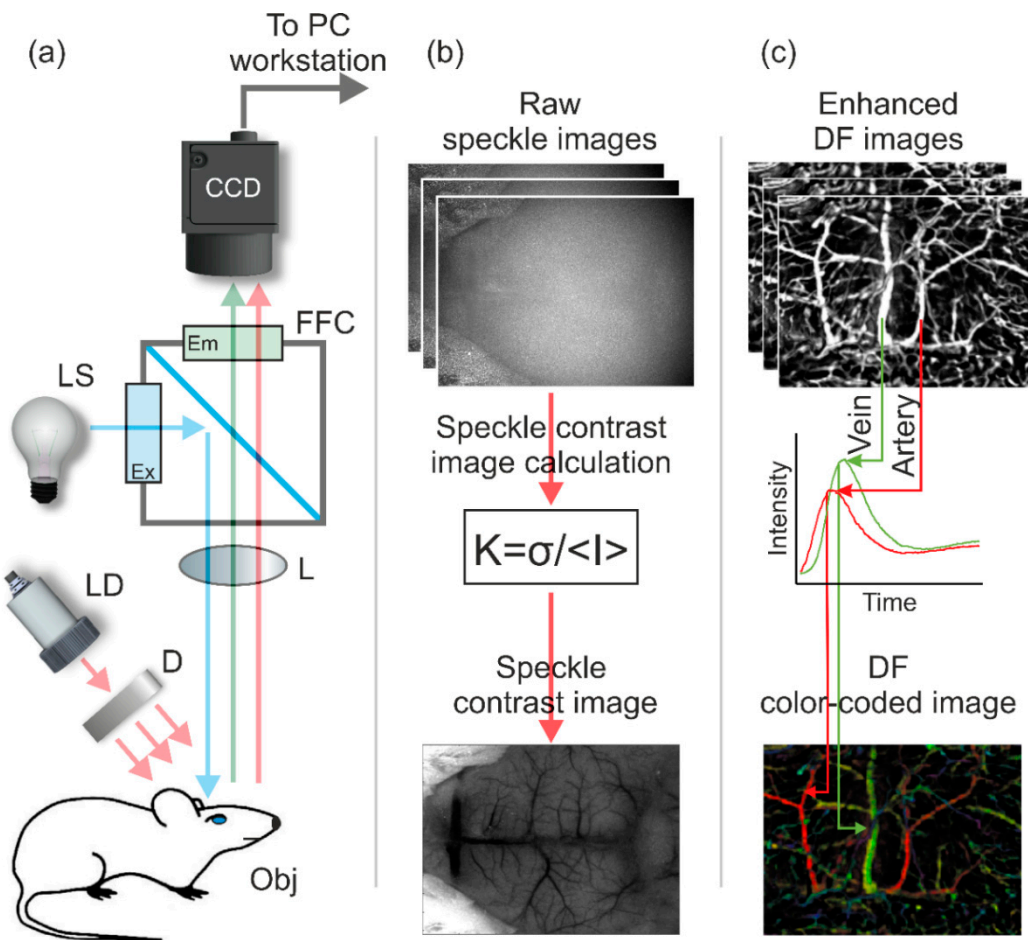 (a)
To PC
workstation
CCD
FFC
Em
LS
Ex
L
LD
D
Obj
(b)
Raw
speckle images
Speckle contrast
image calculation
K=σ/<I>
Speckle
contrast image
(c)
Enhanced
DF images
Vein
Artery
Intensity
Time
DF
color-coded image